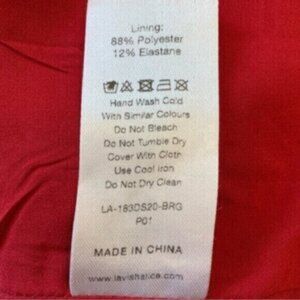 Lining:
88% Polyester
12% Elastane
Hand Wash Cold
With Similar Colours
Do Not Bleach
Do Not Tumble Dry
Cover With Cloth
Use Cool Iron
Do Not Dry Clean
LA-183DS20-BRG
P01
MADE IN CHINA
www.lavishalice.com